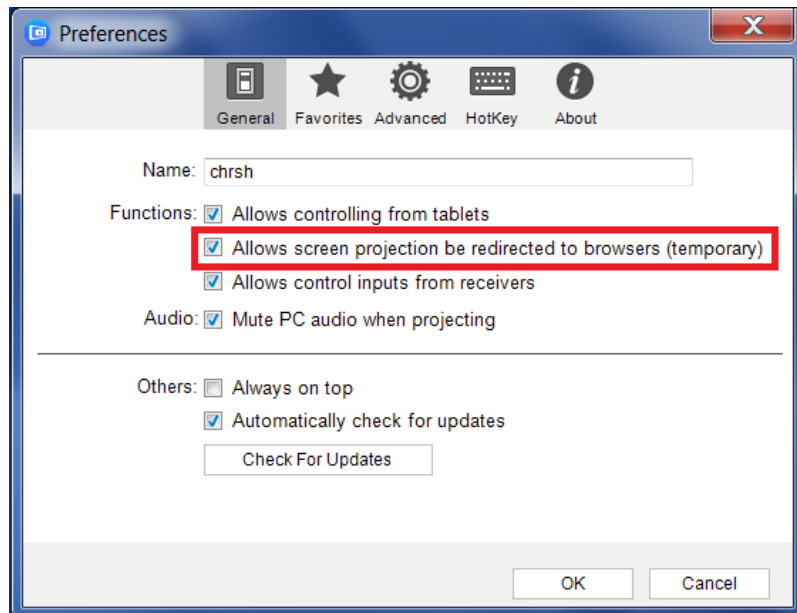 Preferences
General Favorites Advanced HotKey About
Name: chrsh
Functions: Allows controlling from tablets
Allows screen projection be redirected to browsers (temporary)
Allows control inputs from receivers
Audio: Mute PC audio when projecting
Others: Always on top
Automatically check for updates
Check For Updates
OK Cancel